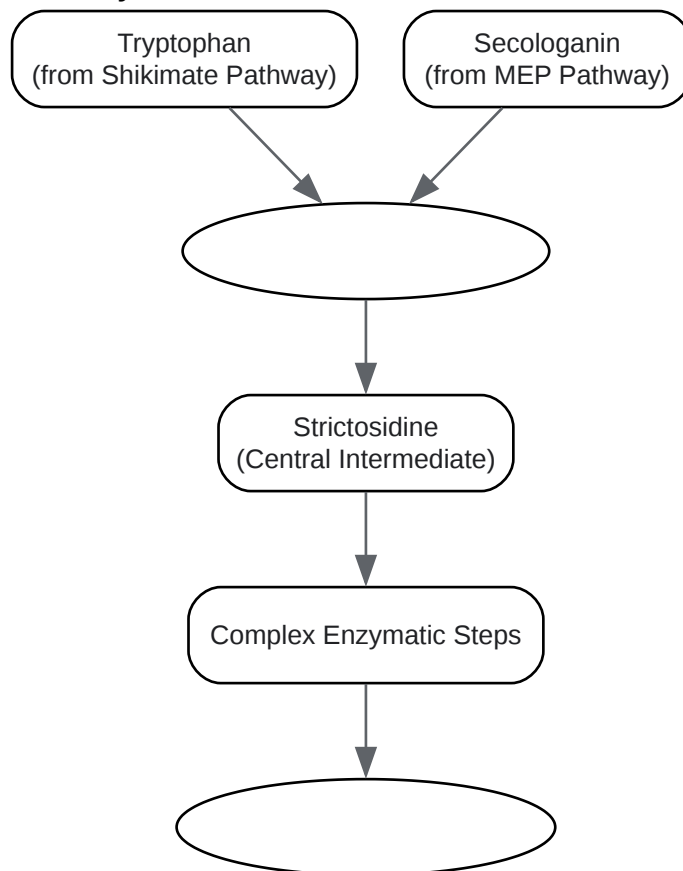 Tryptophan
(from Shikimate Pathway)
Secologanin
(from MEP Pathway)
Strictosidine
(Central Intermediate)
Complex Enzymatic Steps